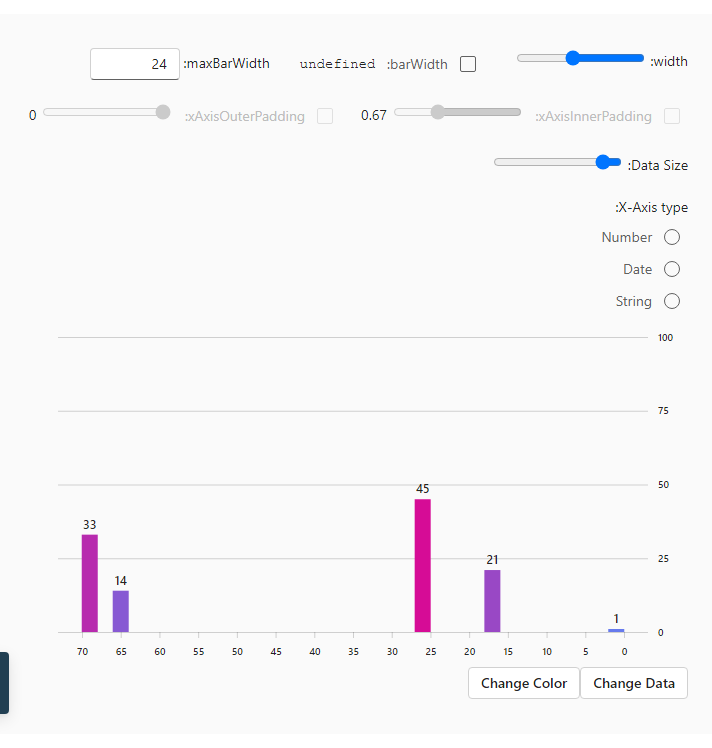 :width
undefined :barWidth
24 :maxBarWidth
0.67 :xAxisInnerPadding
0 :xAxisOuterPadding
:Data Size
:X-Axis type
Number
Date
String
100
75
50
25
0
33
14
45
21
1
70 65 60 55 50 45 40 35 30 25 20 15 10 5 0
Change Color Change Data